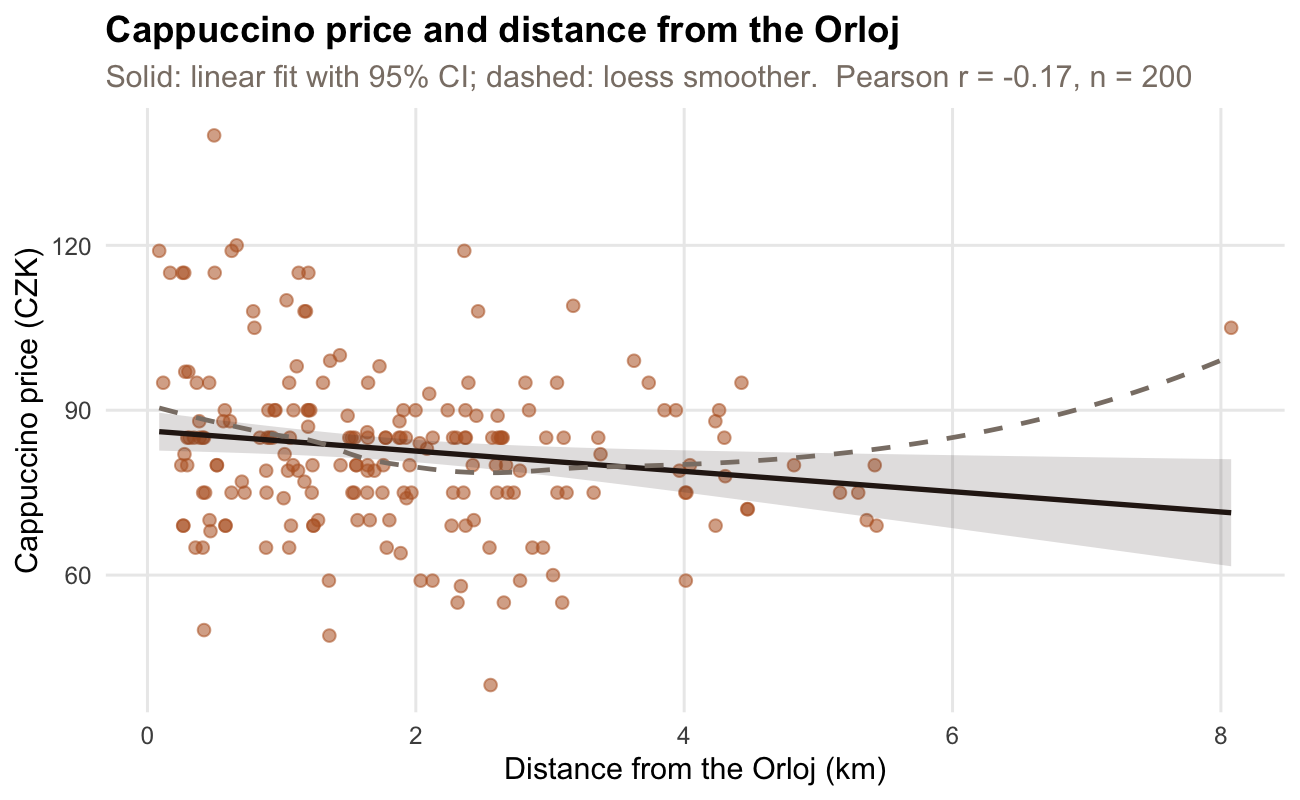 Cappuccino price and distance from the Orloj
Solid: linear fit with 95% CI; dashed: loess smoother.  Pearson r = -0.17, n = 200
Cappuccino price (CZK)
120
90
60
0 2 4 6 8
Distance from the Orloj (km)